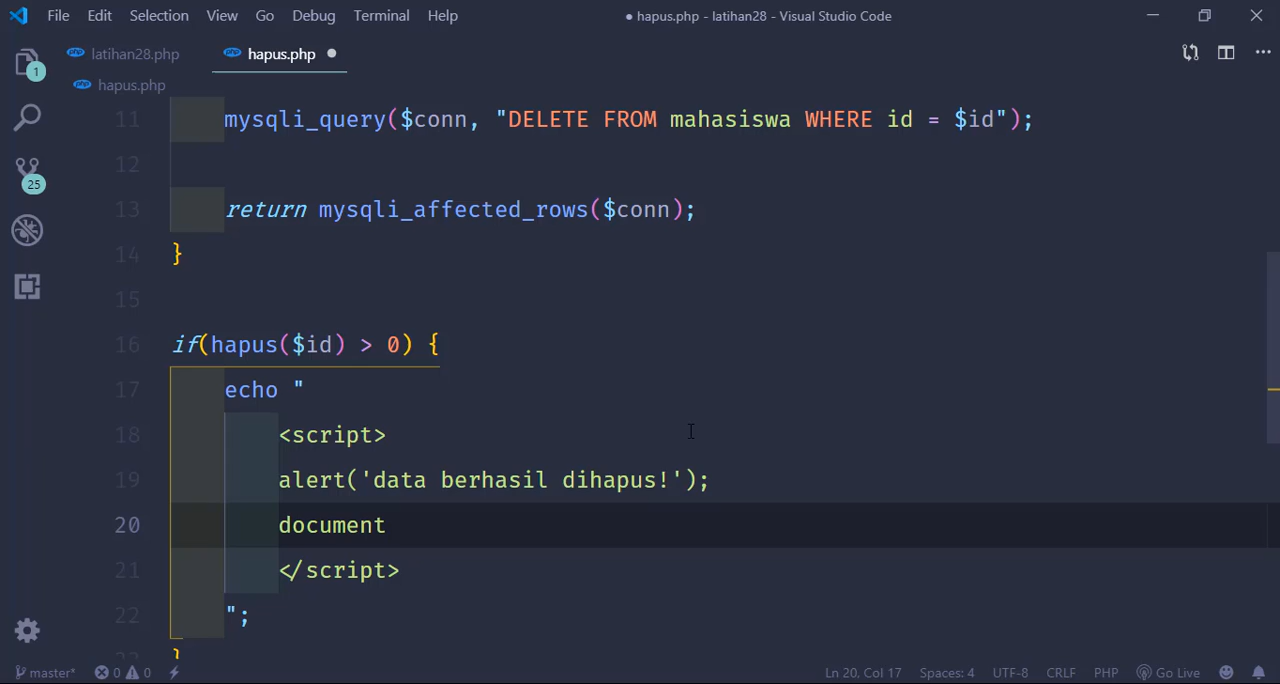 File Edit Selection View Go Debug Terminal Help ● hapus.php - latihan28 - Visual Studio Code
1
latihan28.php hapus.php ●
hapus.php
11 mysqli_query($conn, "DELETE FROM mahasiswa WHERE id = $id");
12
13 return mysqli_affected_rows($conn);
14 }
15
16 if(hapus($id) > 0) {
17 echo "
18 <script>
19 alert('data berhasil dihapus!');
20 document
21 </script>
22 ";
}
25
master* 0 0 Ln 20, Col 17 Spaces: 4 UTF-8 CRLF PHP Go Live